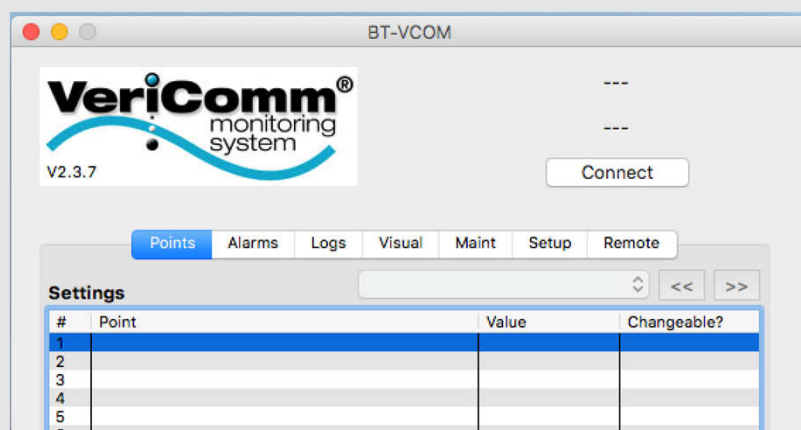 BT-VCOM
VeriComm®
monitoring
system
V2.3.7
---
---
Connect
Points Alarms Logs Visual Maint Setup Remote
Settings
<< >>
# Point Value Changeable?
1
2
3
4
5